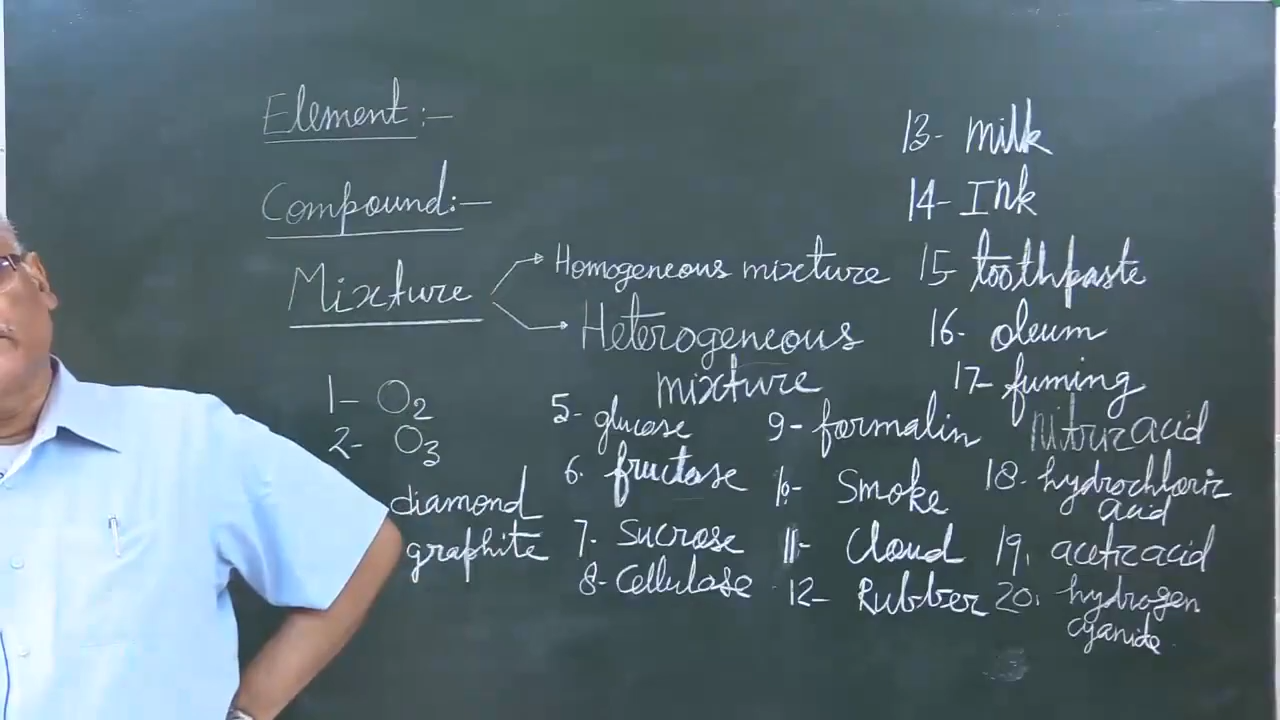 Element:-
Compound:-
Mixture
Homogeneous mixture
Heterogeneous
mixture
1- O2
2- O3
diamond
graphite
5- glucose
6. fructose
7- Sucrose
8- Cellulose
9- formalin
10- Smoke
11- Cloud
12- Rubber
13- Milk
14- Ink
15- toothpaste
16- Oleum
17- fuming
Nitric acid
18- hydrochloric
acid
19. acetic acid
20. hydrogen
cyanide